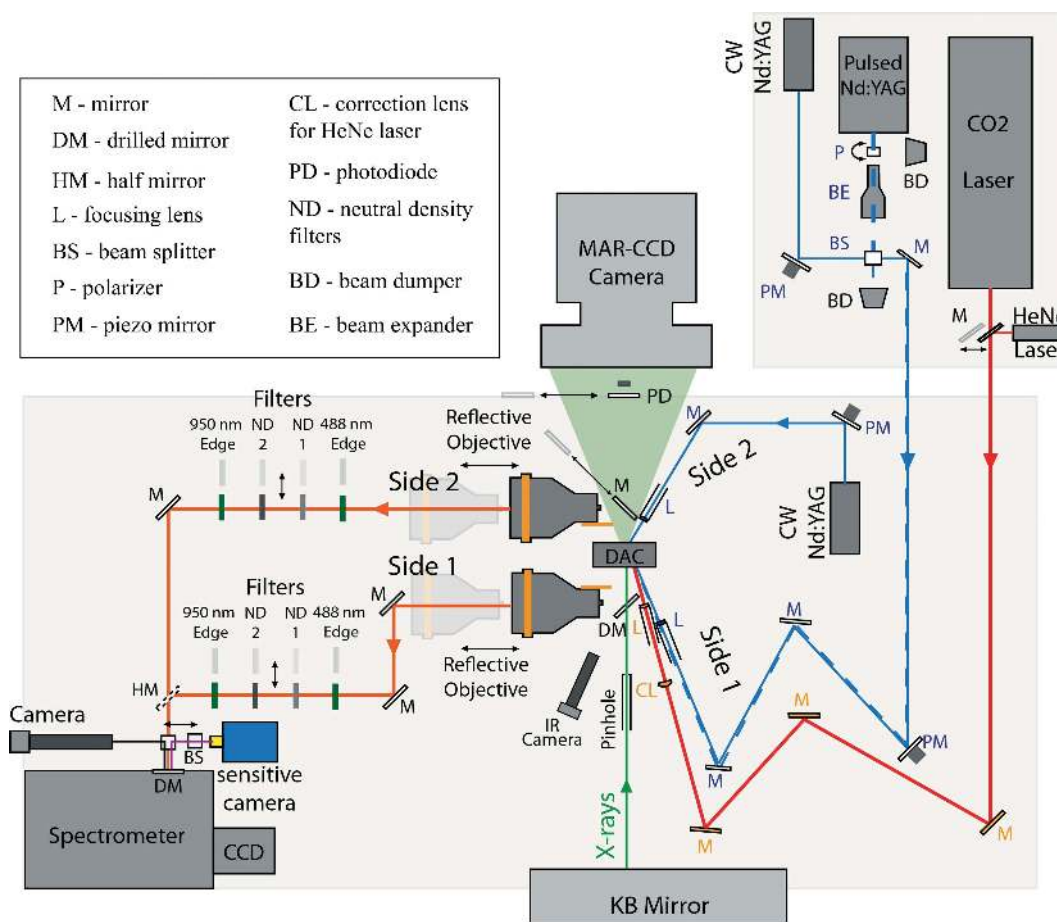 M - mirror
DM - drilled mirror
HM - half mirror
L - focusing lens
BS - beam splitter
P - polarizer
PM - piezo mirror
CL - correction lens
for HeNe laser
PD - photodiode
ND - neutral density
filters
BD - beam dumper
BE - beam expander
CW
Nd:YAG
Pulsed
Nd:YAG
CO2
Laser
P
BD
BE
BS
M
PM
BD
M
HeNe
Laser
MAR-CCD
Camera
PD
Filters
950 nm
Edge
ND
2
ND
1
488 nm
Edge
Reflective
Objective
M
PM
Side 2
Side 2
M
M
L
CW
Nd:YAG
DAC
Side 1
Filters
950 nm
Edge
ND
2
ND
1
488 nm
Edge
M
Reflective
Objective
DM
L
L
Side 1
M
HM
M
CL
IR
Camera
Pinhole
M
Camera
BS
DM
sensitive
camera
M
PM
Spectrometer
CCD
X-rays
M
M
KB Mirror